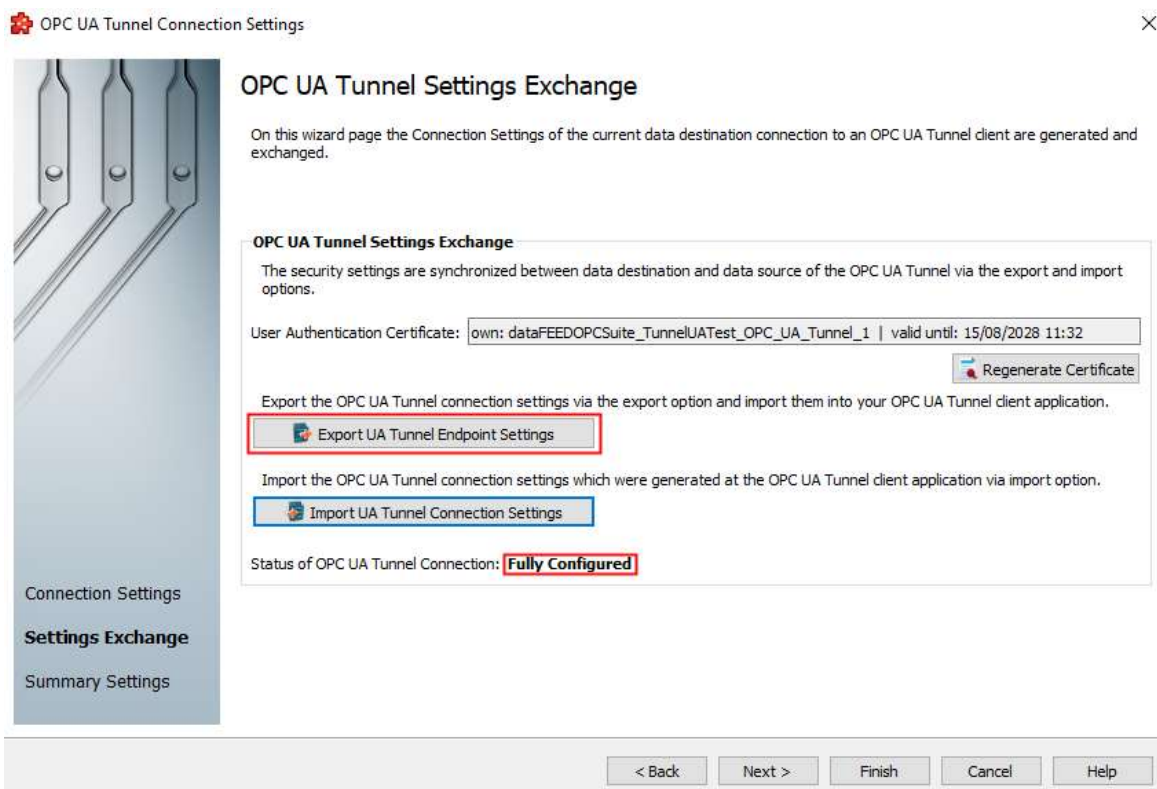 OPC UA Tunnel Connection Settings
OPC UA Tunnel Settings Exchange
On this wizard page the Connection Settings of the current data destination connection to an OPC UA Tunnel client are generated and
exchanged.
OPC UA Tunnel Settings Exchange
The security settings are synchronized between data destination and data source of the OPC UA Tunnel via the export and import
options.
User Authentication Certificate: own: dataFEEDOPCSuite_TunnelUATest_OPC_UA_Tunnel_1 | valid until: 15/08/2028 11:32
Regenerate Certificate
Export the OPC UA Tunnel connection settings via the export option and import them into your OPC UA Tunnel client application.
Export UA Tunnel Endpoint Settings
Import the OPC UA Tunnel connection settings which were generated at the OPC UA Tunnel client application via import option.
Import UA Tunnel Connection Settings
Status of OPC UA Tunnel Connection: Fully Configured
Connection Settings
Settings Exchange
Summary Settings
< Back Next > Finish Cancel Help